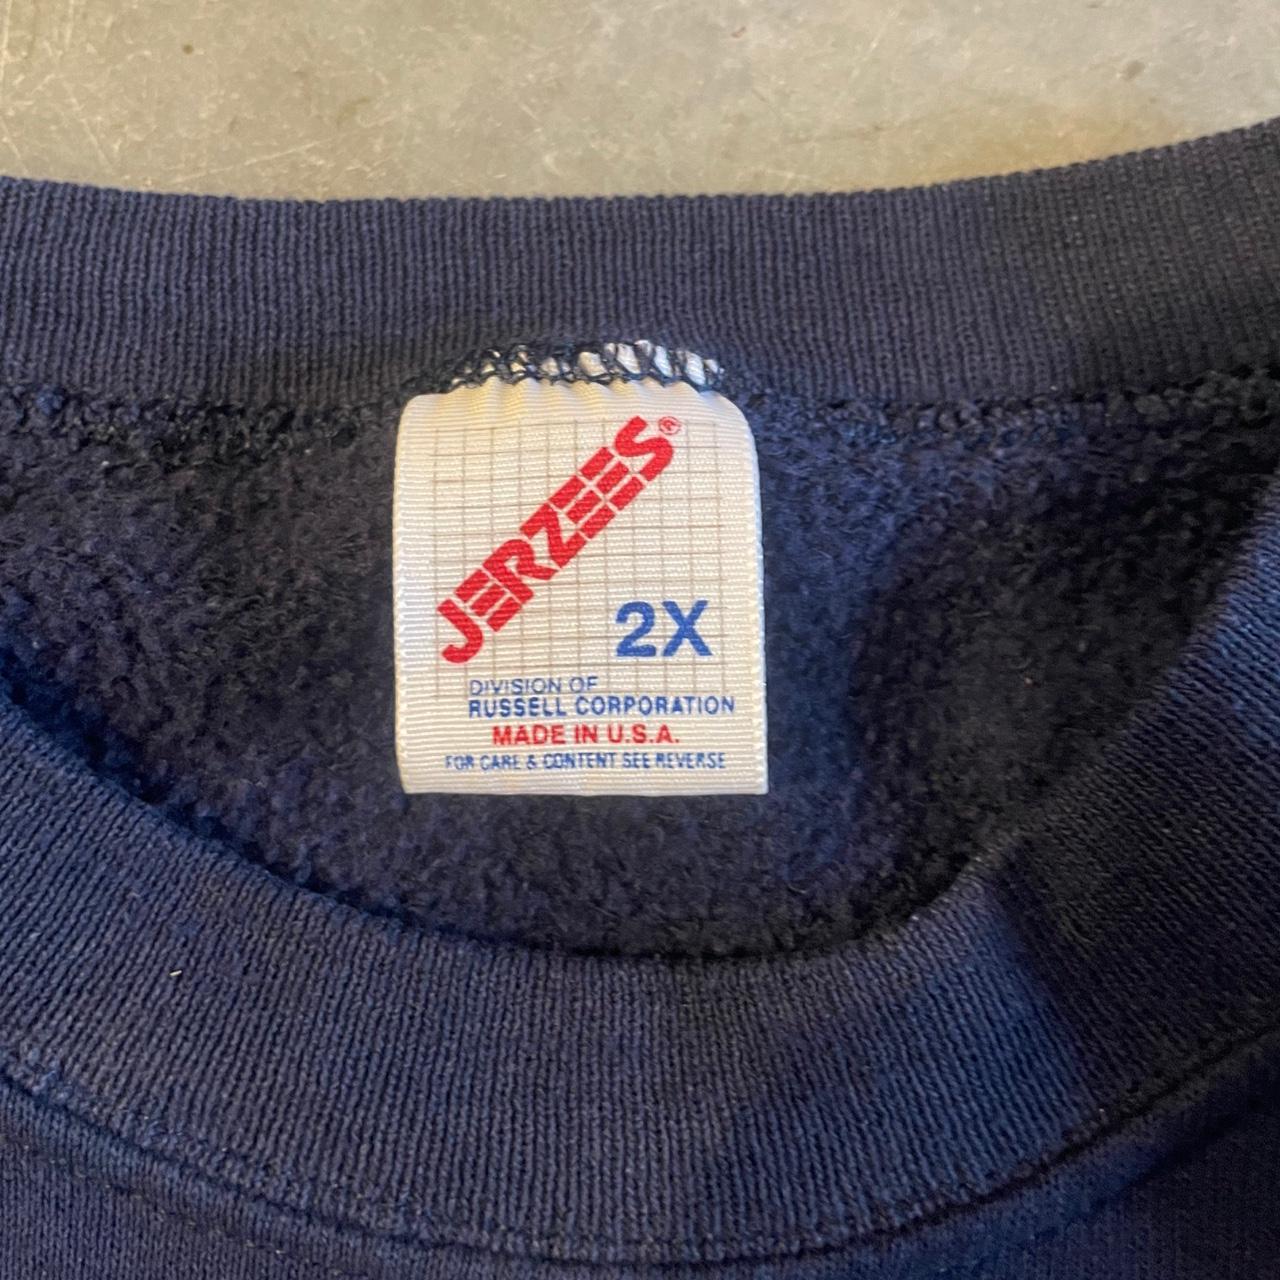 JERZEES®
2X
DIVISION OF
RUSSELL CORPORATION
MADE IN U.S.A.
FOR CARE & CONTENT SEE REVERSE